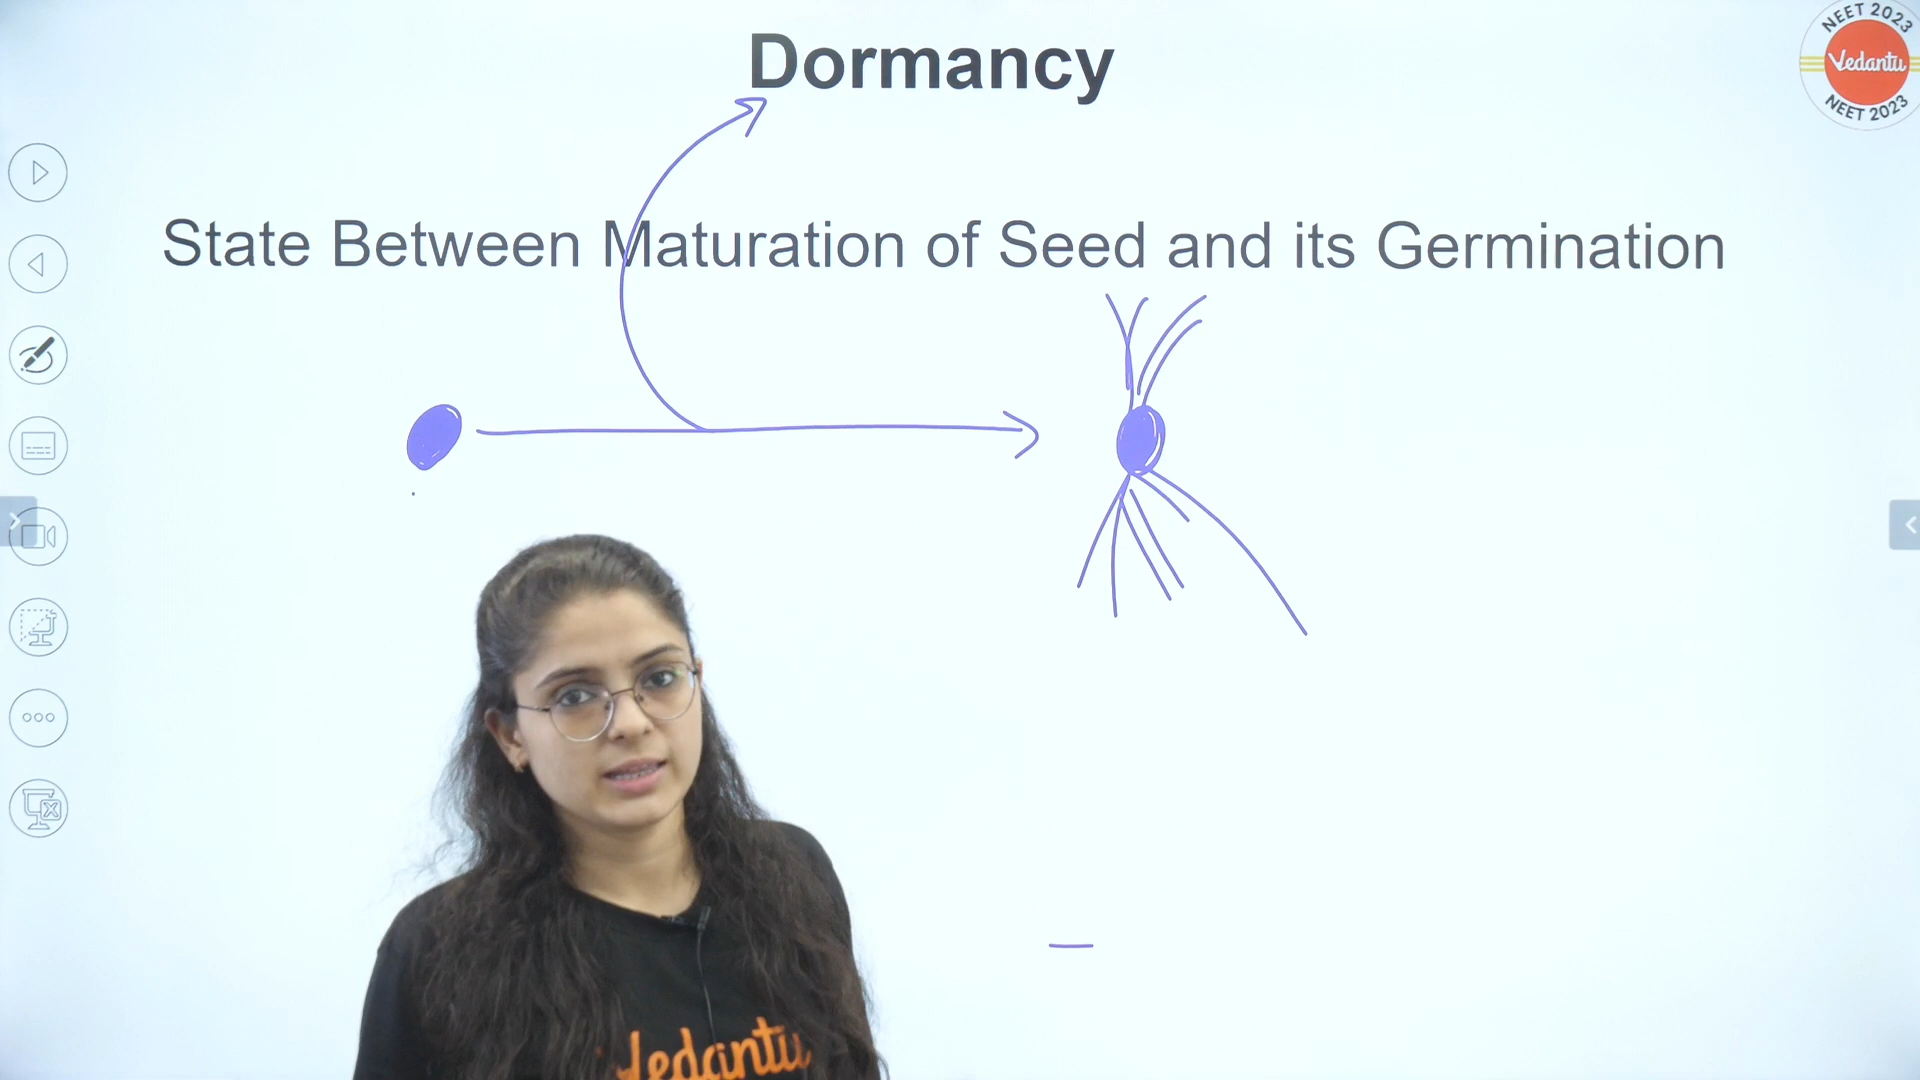 Dormancy
NEET 2023
Vedantu
NEET 2023
State Between Maturation of Seed and its Germination
Vedantu